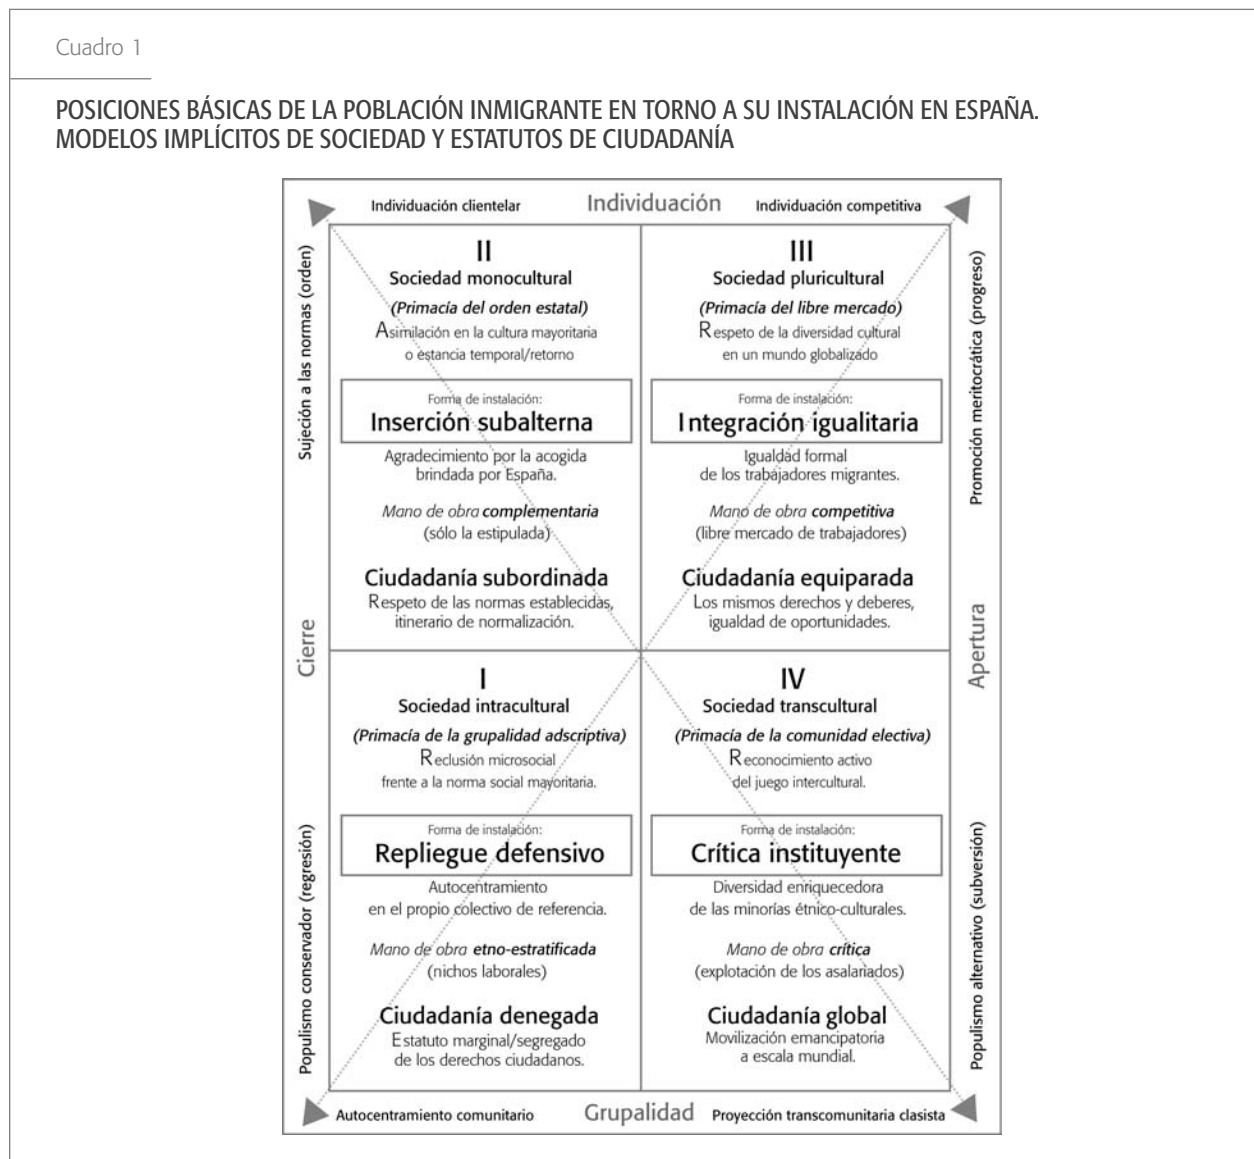 Cuadro 1
POSICIONES BÁSICAS DE LA POBLACIÓN INMIGRANTE EN TORNO A SU INSTALACIÓN EN ESPAÑA.
MODELOS IMPLÍCITOS DE SOCIEDAD Y ESTATUTOS DE CIUDADANÍA
Individuación clientelar
Individuación
Individuación competitiva
Sujeción a las normas (orden)
Cierre
Populismo conservador (regresión)
II
Sociedad monocultural
(Primacía del orden estatal)
Asimilación en la cultura mayoritaria
o estancia temporal/retorno
Forma de instalación:
Inserción subalterna
Agradecimiento por la acogida
brindada por España.
Mano de obra complementaria
(sólo la estipulada)
Ciudadanía subordinada
Respeto de las normas establecidas,
itinerario de normalización.
III
Sociedad pluricultural
(Primacía del libre mercado)
Respeto de la diversidad cultural
en un mundo globalizado
Forma de instalación:
Integración igualitaria
Igualdad formal
de los trabajadores migrantes.
Mano de obra competitiva
(libre mercado de trabajadores)
Ciudadanía equiparada
Los mismos derechos y deberes,
igualdad de oportunidades.
I
Sociedad intracultural
(Primacía de la grupalidad adscriptiva)
Reclusión microsocial
frente a la norma social mayoritaria.
Forma de instalación:
Repliegue defensivo
Autocentramiento
en el propio colectivo de referencia.
Mano de obra etno-estratificada
(nichos laborales)
Ciudadanía denegada
Estatuto marginal/segregado
de los derechos ciudadanos.
IV
Sociedad transcultural
(Primacía de la comunidad electiva)
Reconocimiento activo
del juego intercultural.
Forma de instalación:
Crítica instituyente
Diversidad enriquecedora
de las minorías étnico-culturales.
Mano de obra crítica
(explotación de los asalariados)
Ciudadanía global
Movilización emancipatoria
a escala mundial.
Promoción meritocrática (progreso)
Apertura
Populismo alternativo (subversión)
Autocentramiento comunitario
Grupalidad
Proyección transcomunitaria clasista